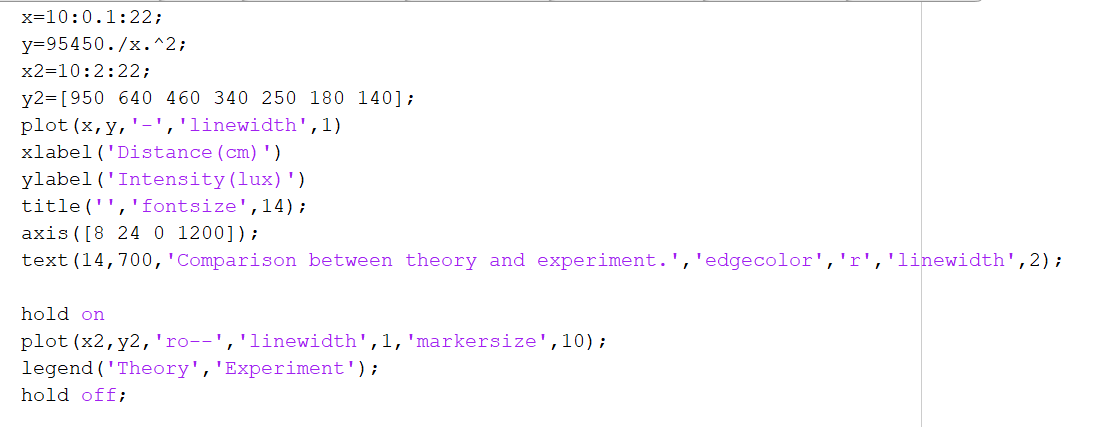 x=10:0.1:22;
y=95450./x.^2;
x2=10:2:22;
y2=[950 640 460 340 250 180 140];
plot(x,y,'-','linewidth',1)
xlabel('Distance(cm)')
ylabel('Intensity(lux)')
title('','fontsize',14);
axis([8 24 0 1200]);
text(14,700,'Comparison between theory and experiment.','edgecolor','r','linewidth',2);
hold on
plot(x2,y2,'ro--','linewidth',1,'markersize',10);
legend('Theory','Experiment');
hold off;